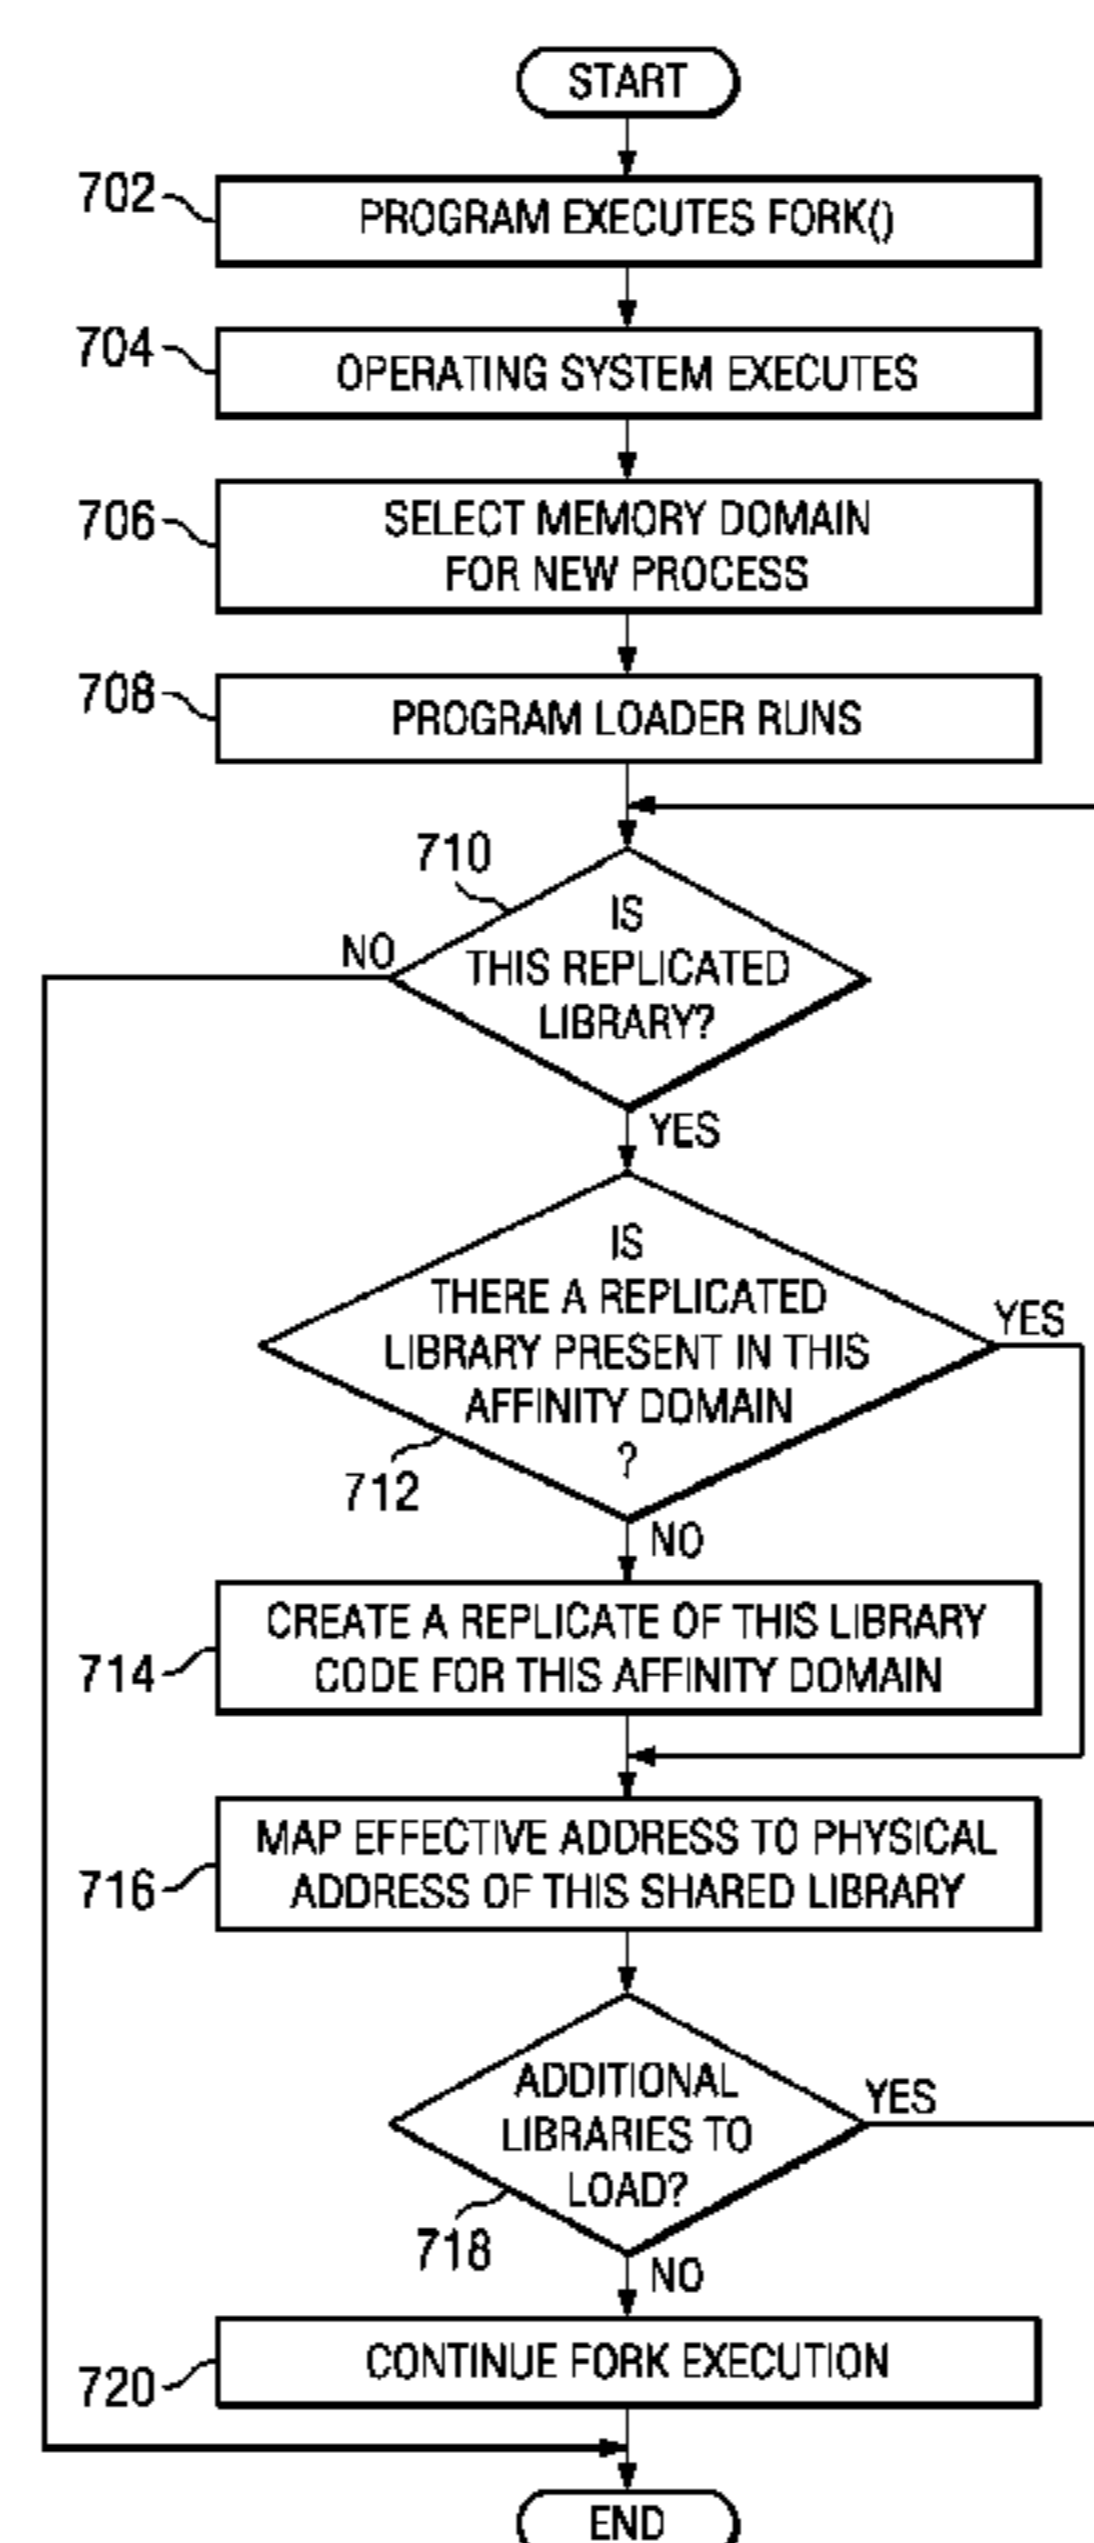 START
702
PROGRAM EXECUTES FORK()
704
OPERATING SYSTEM EXECUTES
706
SELECT MEMORY DOMAIN
FOR NEW PROCESS
708
PROGRAM LOADER RUNS
710
IS
THIS REPLICATED
LIBRARY?
NO
YES
IS
THERE A REPLICATED
LIBRARY PRESENT IN THIS
AFFINITY DOMAIN
?
YES
712
NO
CREATE A REPLICATE OF THIS LIBRARY
CODE FOR THIS AFFINITY DOMAIN
714
MAP EFFECTIVE ADDRESS TO PHYSICAL
ADDRESS OF THIS SHARED LIBRARY
716
ADDITIONAL
LIBRARIES TO
LOAD?
YES
718
NO
CONTINUE FORK EXECUTION
720
END